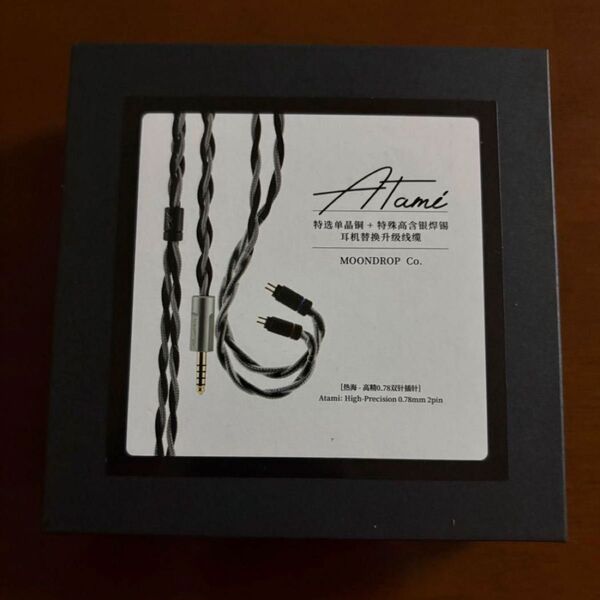 Atami
特选单晶铜 + 特殊高含银焊锡
耳机替换升级线缆
MOONDROP Co.
[热海 - 高精0.78双针插针]
Atami: High-Precision 0.78mm 2pin